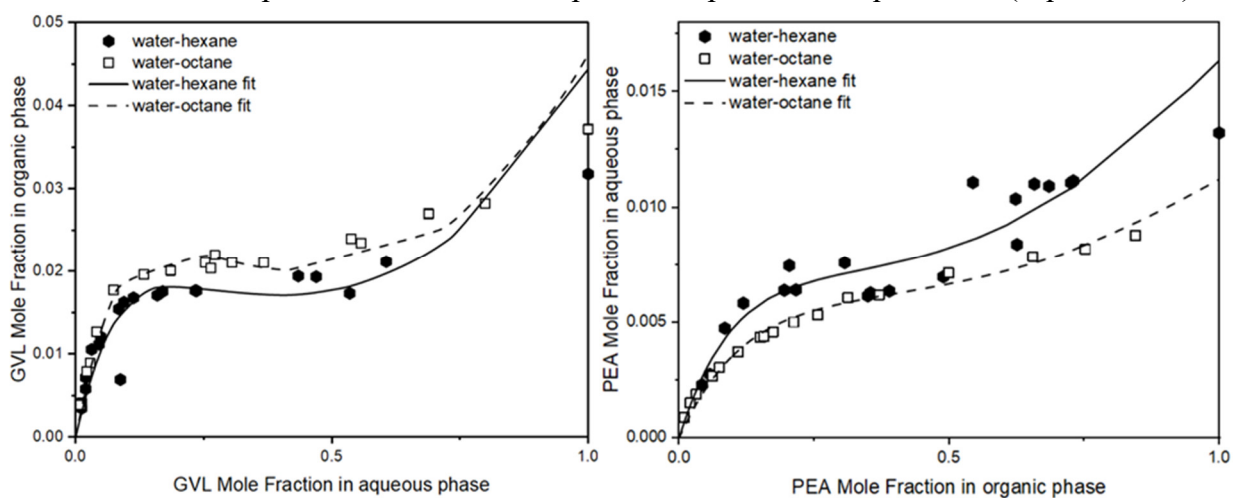 0.05
0.04
0.03
0.02
0.01
0.00
GVL Mole Fraction in organic phase
water-hexane
water-octane
water-hexane fit
water-octane fit
0.0
0.5
1.0
GVL Mole Fraction in aqueous phase
0.015
0.010
0.005
0.000
PEA Mole Fraction in aqueous phase
water-hexane
water-octane
water-hexane fit
water-octane fit
0.0
0.5
1.0
PEA Mole Fraction in organic phase